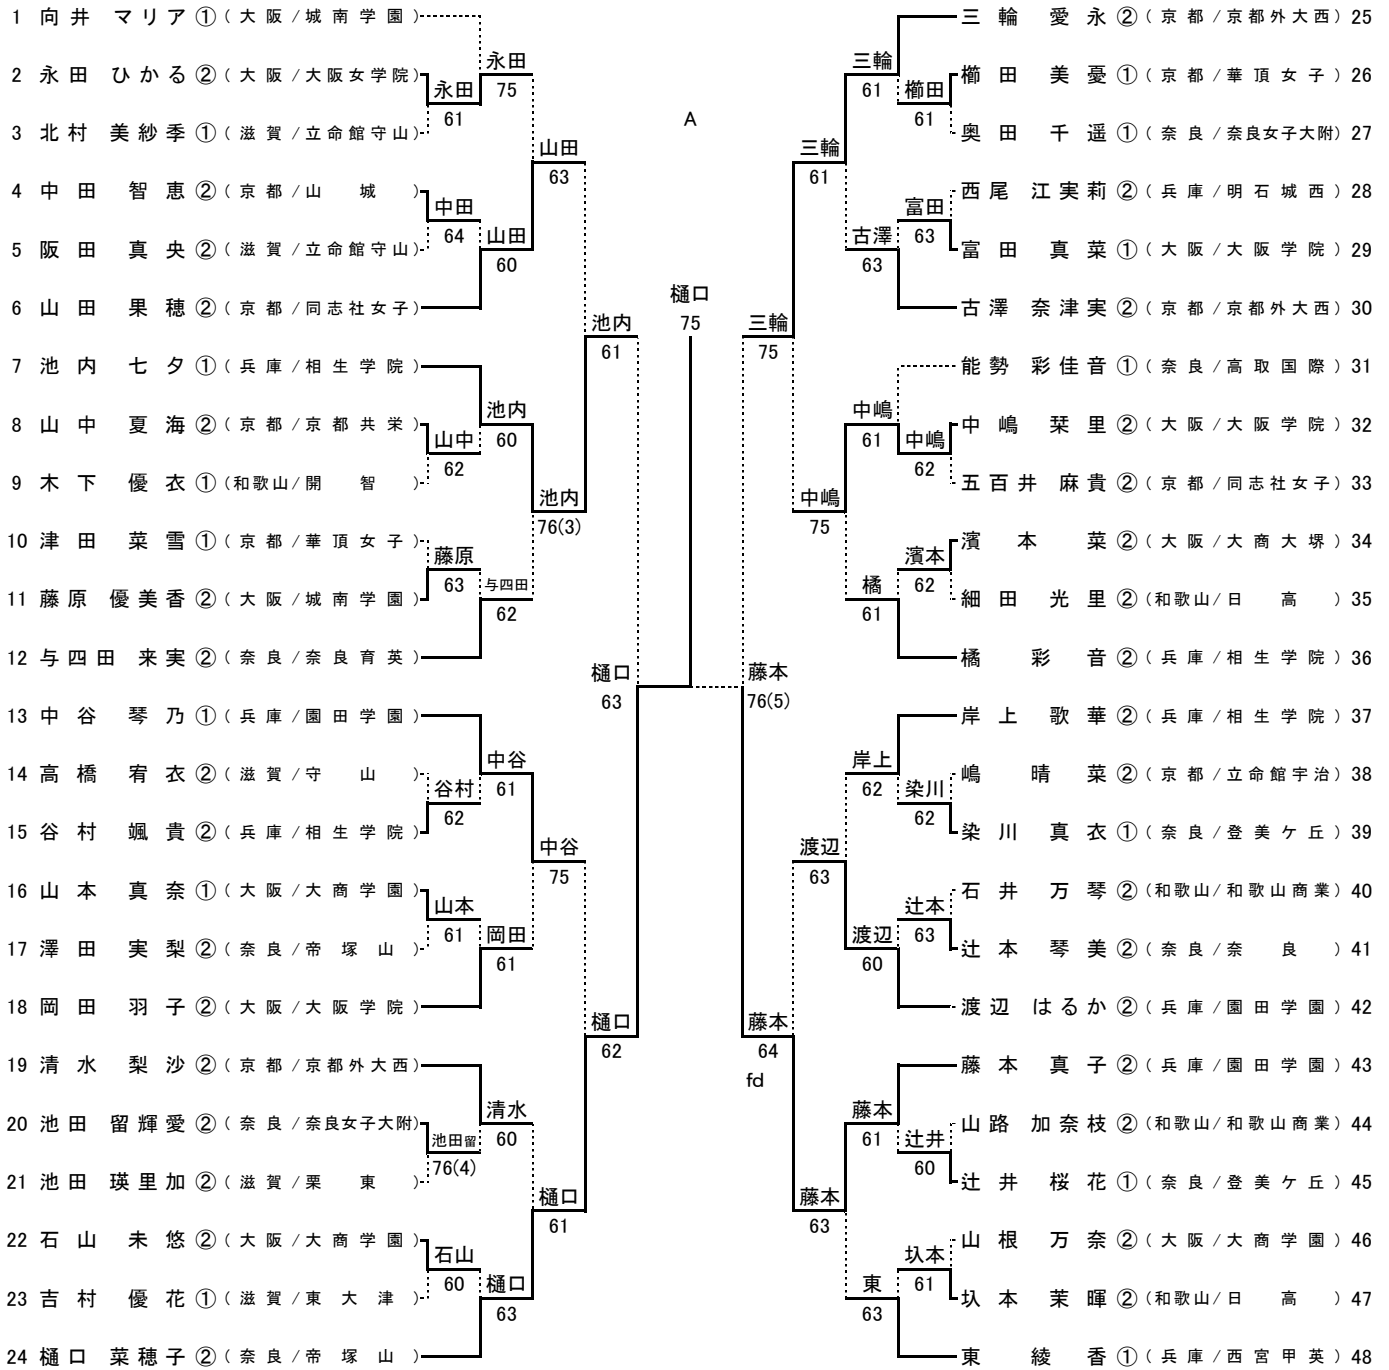 1 向井 マリア ① (大阪/城南学園)
2 永田 ひかる ② (大阪/大阪女学院)
3 北村 美紗季 ① (滋賀/立命館守山)
4 中田 智恵 ② (京都/山城)
5 阪田 真央 ② (滋賀/立命館守山)
6 山田 果穂 ② (京都/同志社女子)
7 池内 七夕 ① (兵庫/相生学院)
8 山中 夏海 ② (京都/京都共栄)
9 木下 優衣 ① (和歌山/開智)
10 津田 菜雪 ① (京都/華頂女子)
11 藤原 優美香 ② (大阪/城南学園)
12 与四田 来実 ② (奈良/奈良育英)
13 中谷 琴乃 ① (兵庫/園田学園)
14 高橋 宥衣 ② (滋賀/守山)
15 谷村 颯貴 ② (兵庫/相生学院)
16 山本 真奈 ① (大阪/大商学園)
17 澤田 実梨 ② (奈良/帝塚山)
18 岡田 羽子 ② (大阪/大阪学院)
19 清水 梨沙 ② (京都/京都外大西)
20 池田 留輝愛 ② (奈良/奈良女子大附)
21 池田 瑛里加 ② (滋賀/栗東)
22 石山 未悠 ② (大阪/大商学園)
23 吉村 優花 ① (滋賀/東大津)
24 樋口 菜穂子 ② (奈良/帝塚山)
永田
61
中田
64
山中
62
藤原
63
谷村
62
山本
61
池田留
76(4)
石山
60
永田
75
山田
60
池内
60
与四田
62
中谷
61
岡田
61
清水
60
樋口
63
山田
63
池内
76(3)
中谷
75
樋口
61
池内
61
樋口
62
樋口
63
A
樋口
75
藤本
76(5)
三輪
75
藤本
64
fd
三輪
61
中嶋
75
渡辺
63
藤本
63
三輪
61
古澤
63
中嶋
61
橘
61
岸上
62
渡辺
60
藤本
61
東
63
櫛田
61
富田
63
中嶋
62
濱本
62
染川
62
辻本
63
辻井
60
圦本
61
三輪 愛永 ② (京都/京都外大西) 25
櫛田 美憂 ① (京都/華頂女子) 26
奥田 千遥 ① (奈良/奈良女子大附) 27
西尾 江実莉 ② (兵庫/明石城西) 28
富田 真菜 ① (大阪/大阪学院) 29
古澤 奈津実 ② (京都/京都外大西) 30
能勢 彩佳音 ① (奈良/高取国際) 31
中嶋 栞里 ② (大阪/大阪学院) 32
五百井 麻貴 ② (京都/同志社女子) 33
濱本 菜 ② (大阪/大商大堺) 34
細田 光里 ② (和歌山/日高) 35
橘 彩音 ② (兵庫/相生学院) 36
岸上 歌華 ② (兵庫/相生学院) 37
嶋 晴菜 ② (京都/立命館宇治) 38
染川 真衣 ① (奈良/登美ケ丘) 39
石井 万琴 ② (和歌山/和歌山商業) 40
辻本 琴美 ② (奈良/奈良) 41
渡辺 はるか ② (兵庫/園田学園) 42
藤本 真子 ② (兵庫/園田学園) 43
山路 加奈枝 ② (和歌山/和歌山商業) 44
辻井 桜花 ① (奈良/登美ケ丘) 45
山根 万奈 ② (大阪/大商学園) 46
圦本 茉暉 ② (和歌山/日高) 47
東 綾香 ① (兵庫/西宮甲英) 48